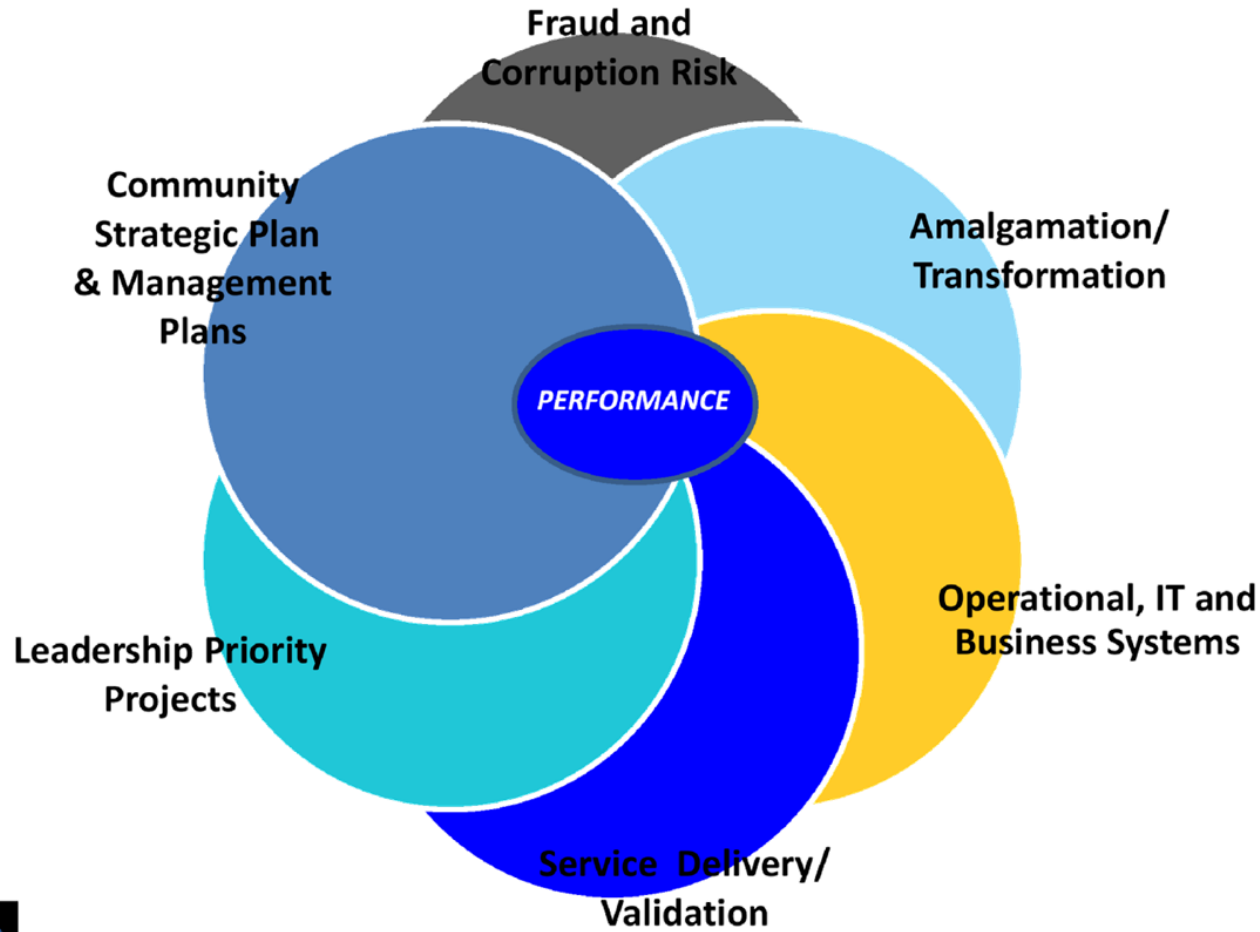 Fraud and
Corruption Risk
Community
Strategic Plan
& Management
Plans
Amalgamation/
Transformation
PERFORMANCE
Operational, IT and
Business Systems
Leadership Priority
Projects
Service Delivery/
Validation